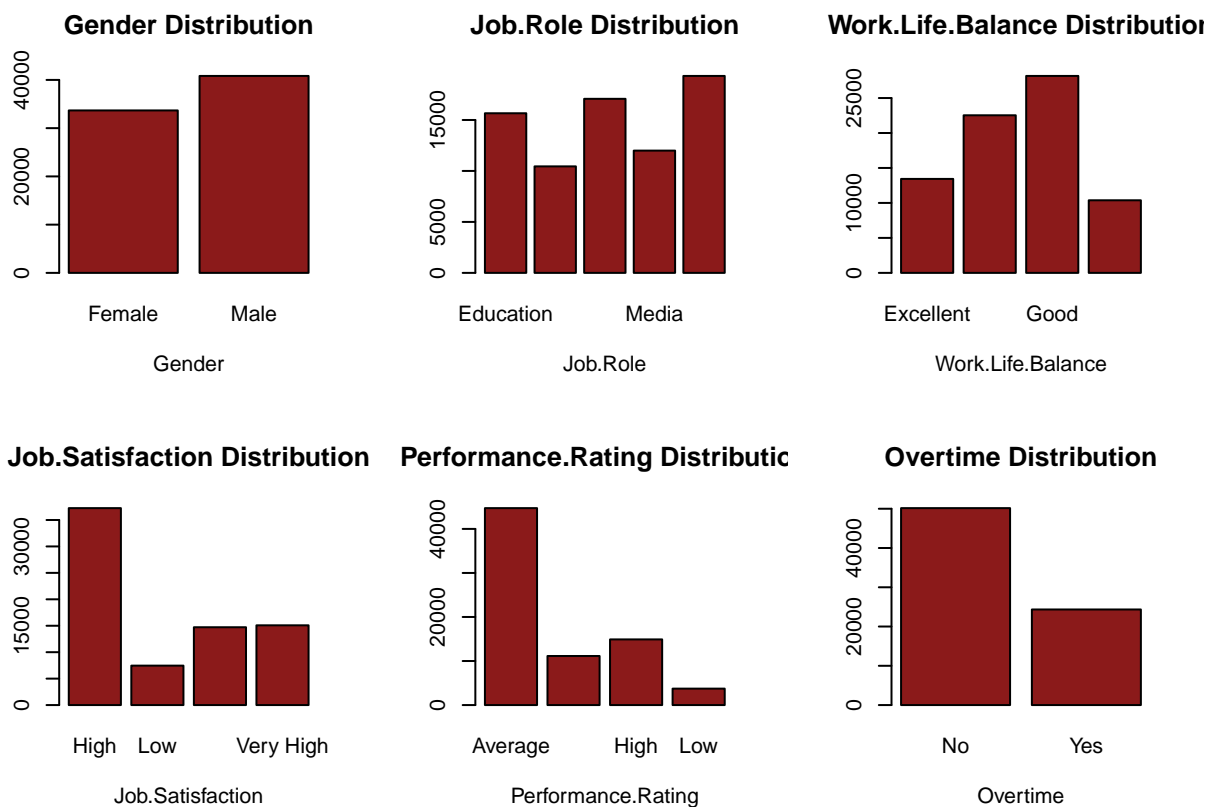 Gender Distribution
40000
20000
0
Female Male
Gender
Job.Role Distribution
15000
5000
0
Education Media
Job.Role
Work.Life.Balance Distribution
25000
10000
0
Excellent Good
Work.Life.Balance
Job.Satisfaction Distribution
30000
15000
0
High Low Very High
Job.Satisfaction
Performance.Rating Distributio
40000
20000
0
Average High Low
Performance.Rating
Overtime Distribution
40000
20000
0
No Yes
Overtime